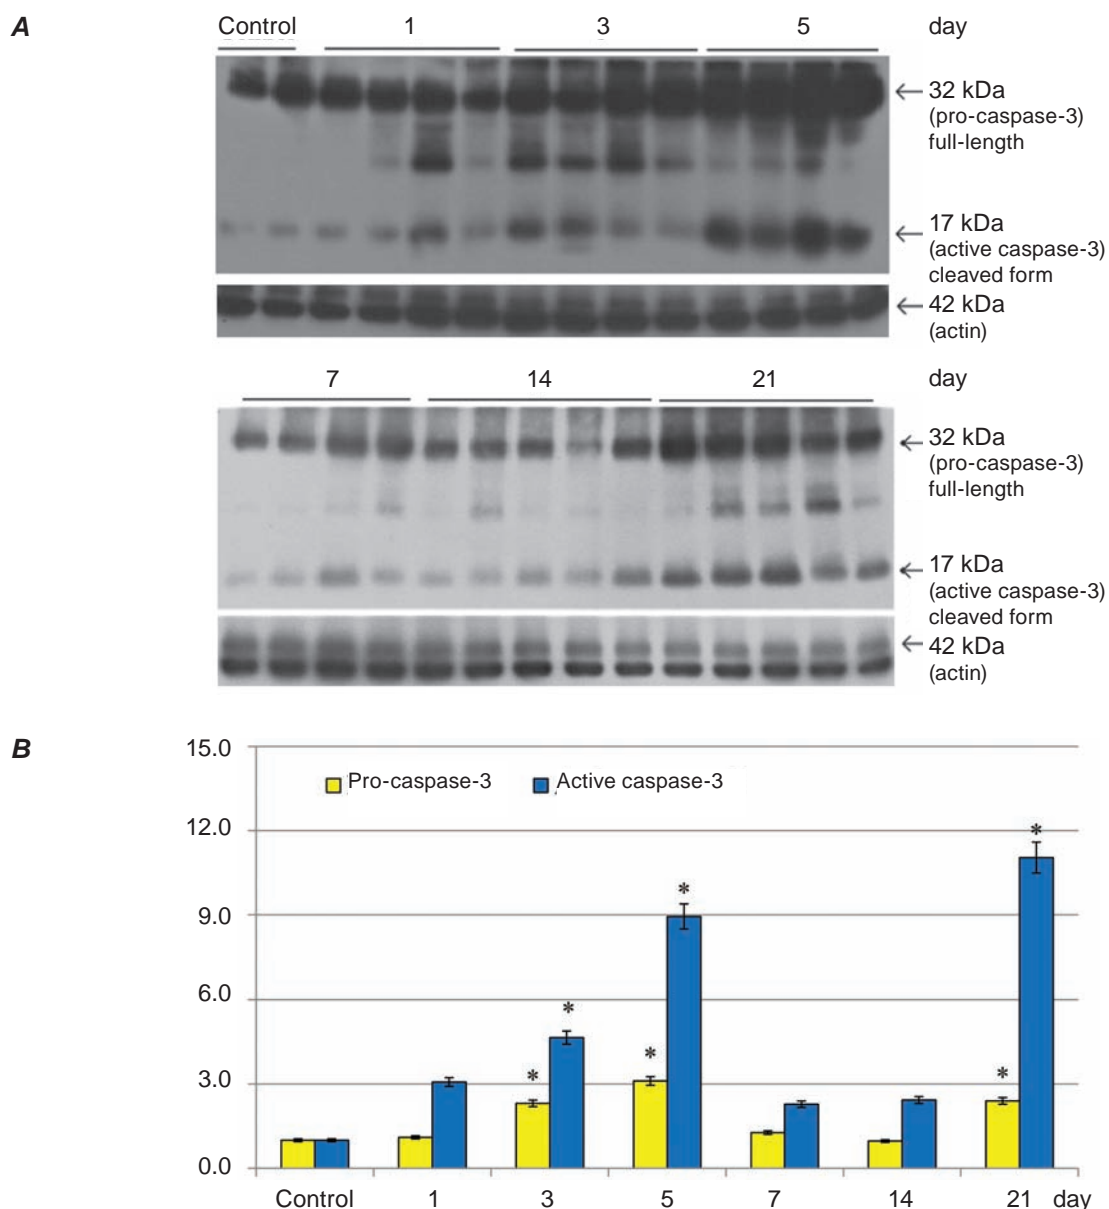 A
Control 1 3 5 day
32 kDa
(pro-caspase-3)
full-length
17 kDa
(active caspase-3)
cleaved form
42 kDa
(actin)
7 14 21 day
32 kDa
(pro-caspase-3)
full-length
17 kDa
(active caspase-3)
cleaved form
42 kDa
(actin)
B
15.0
Pro-caspase-3 Active caspase-3
12.0
*
9.0
*
6.0
*
*
3.0
*
*
0.0
Control 1 3 5 7 14 21 day